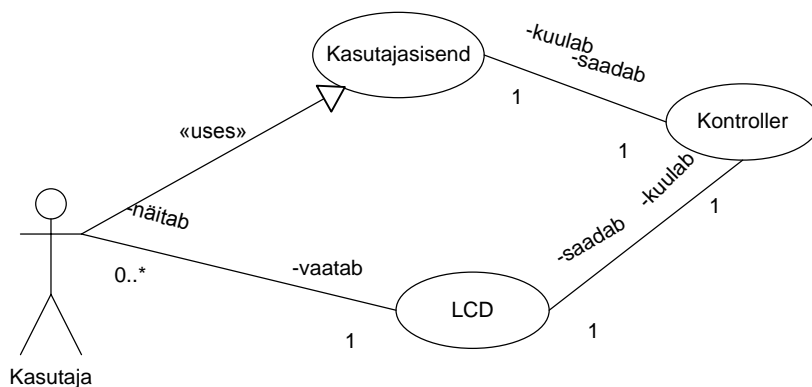 Kasutajasisend
-kuulab
-saadab
1
Kontroller
«uses»
1
-kuulab
1
-näitab
-saadab
0..*
-vaatab
LCD
1
1
Kasutaja